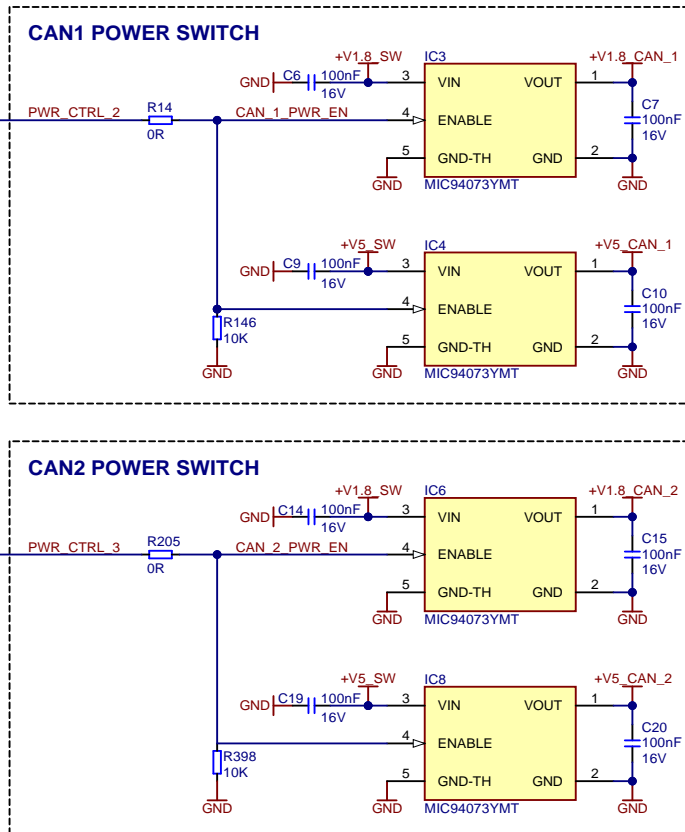 CAN1 POWER SWITCH
+V1.8_SW IC3 +V1.8_CAN_1
GND C6 100nF 16V 3 VIN VOUT 1
PWR_CTRL_2 R14 0R CAN_1_PWR_EN 4 ENABLE C7 100nF 16V
5 GND-TH GND 2
GND MIC94073YMT GND
+V5_SW IC4 +V5_CAN_1
GND C9 100nF 16V 3 VIN VOUT 1
4 ENABLE C10 100nF 16V
R146 10K 5 GND-TH GND 2
GND GND MIC94073YMT GND
CAN2 POWER SWITCH
+V1.8_SW IC6 +V1.8_CAN_2
GND C14 100nF 16V 3 VIN VOUT 1
PWR_CTRL_3 R205 0R CAN_2_PWR_EN 4 ENABLE C15 100nF 16V
5 GND-TH GND 2
GND MIC94073YMT GND
+V5_SW IC8 +V5_CAN_2
GND C19 100nF 16V 3 VIN VOUT 1
4 ENABLE C20 100nF 16V
R398 10K 5 GND-TH GND 2
GND GND MIC94073YMT GND